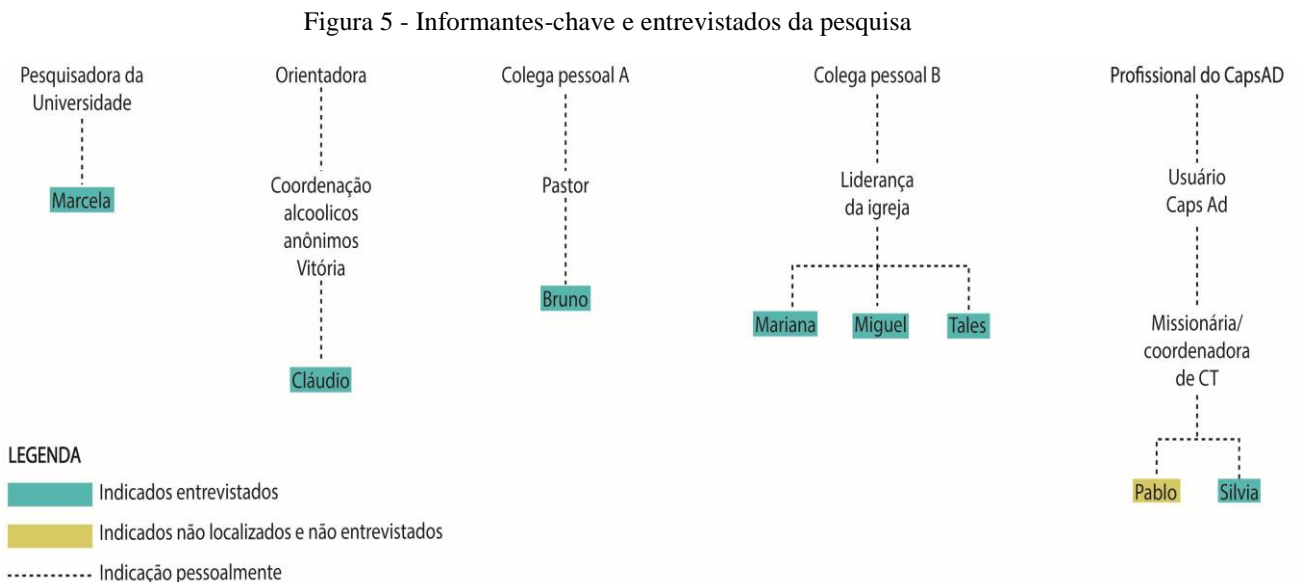 Figura 5 - Informantes-chave e entrevistados da pesquisa
Pesquisadora da
Universidade
Marcela
Orientadora
Coordenação
alcoolicos
anônimos
Vitória
Cláudio
Colega pessoal A
Pastor
Bruno
Colega pessoal B
Liderança
da igreja
Mariana
Miguel
Tales
Profissional do CapsAD
Usuário
Caps Ad
Missionária/
coordenadora
de CT
Pablo
Silvia
LEGENDA
Indicados entrevistados
Indicados não localizados e não entrevistados
Indicação pessoalmente